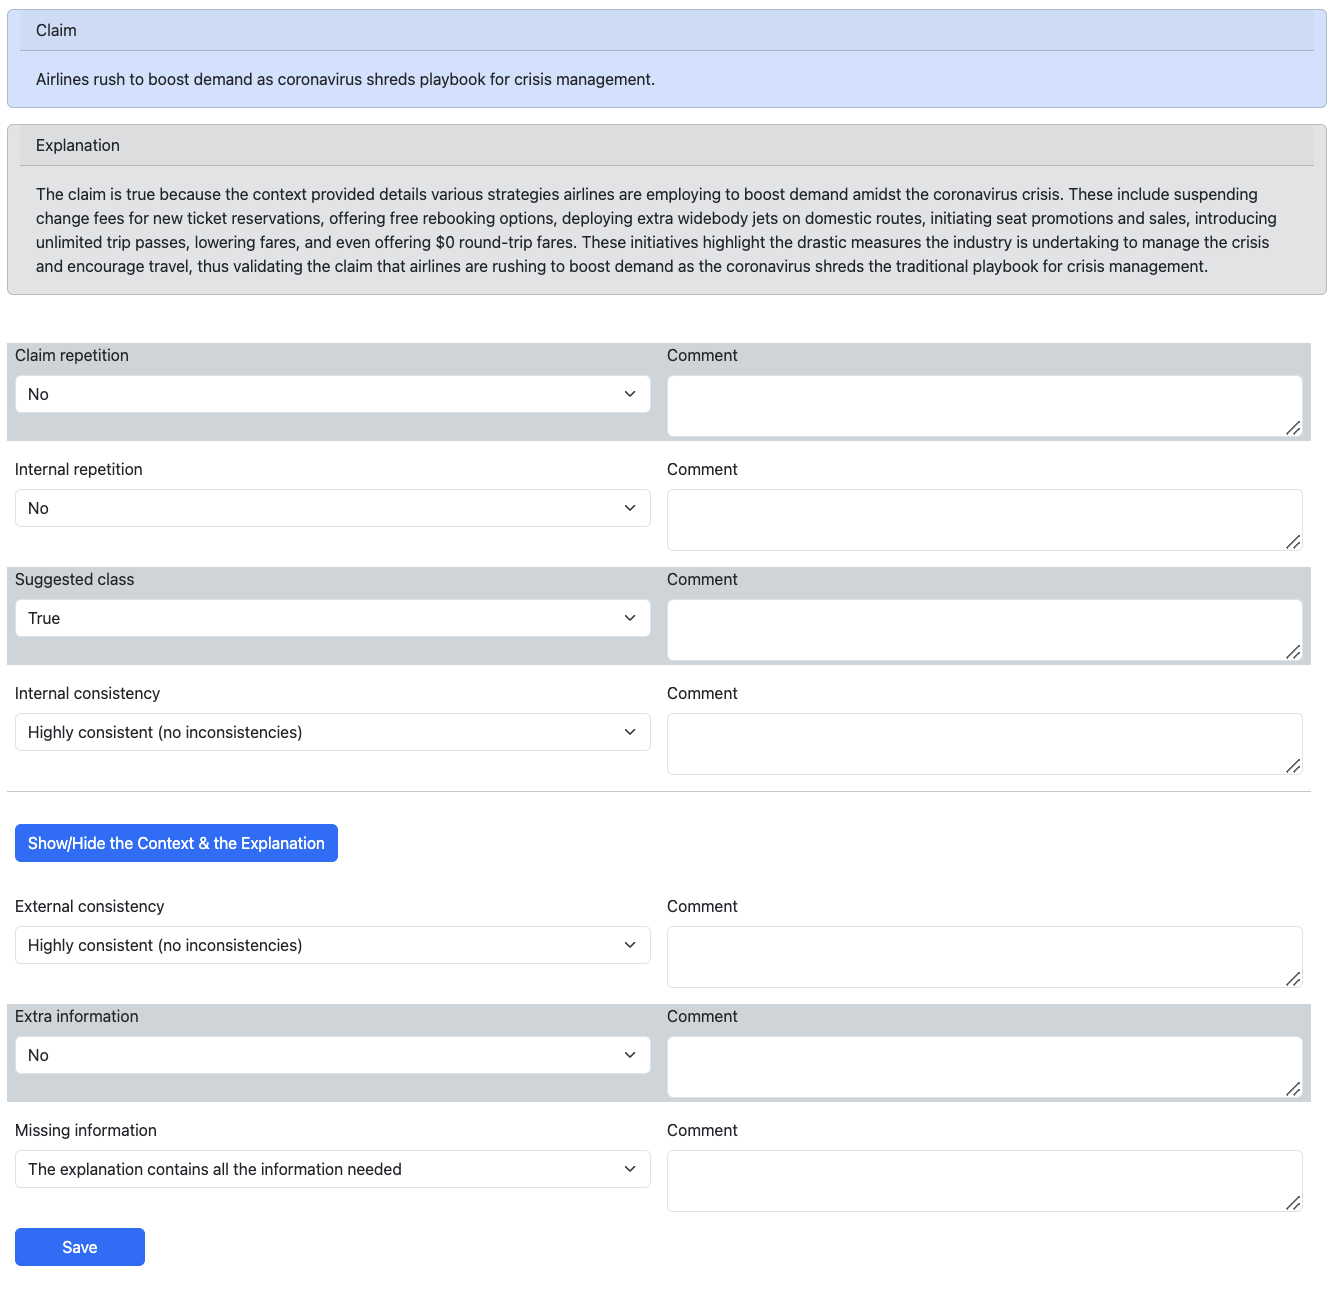 Claim
Airlines rush to boost demand as coronavirus shreds playbook for crisis management.
Explanation
The claim is true because the context provided details various strategies airlines are employing to boost demand amidst the coronavirus crisis. These include suspending
change fees for new ticket reservations, offering free rebooking options, deploying extra widebody jets on domestic routes, initiating seat promotions and sales, introducing
unlimited trip passes, lowering fares, and even offering $0 round-trip fares. These initiatives highlight the drastic measures the industry is undertaking to manage the crisis
and encourage travel, thus validating the claim that airlines are rushing to boost demand as the coronavirus shreds the traditional playbook for crisis management.
Claim repetition
Comment
No
Internal repetition
Comment
No
Suggested class
Comment
True
Internal consistency
Comment
Highly consistent (no inconsistencies)
Show/Hide the Context & the Explanation
External consistency
Comment
Highly consistent (no inconsistencies)
Extra information
Comment
No
Missing information
Comment
The explanation contains all the information needed
Save